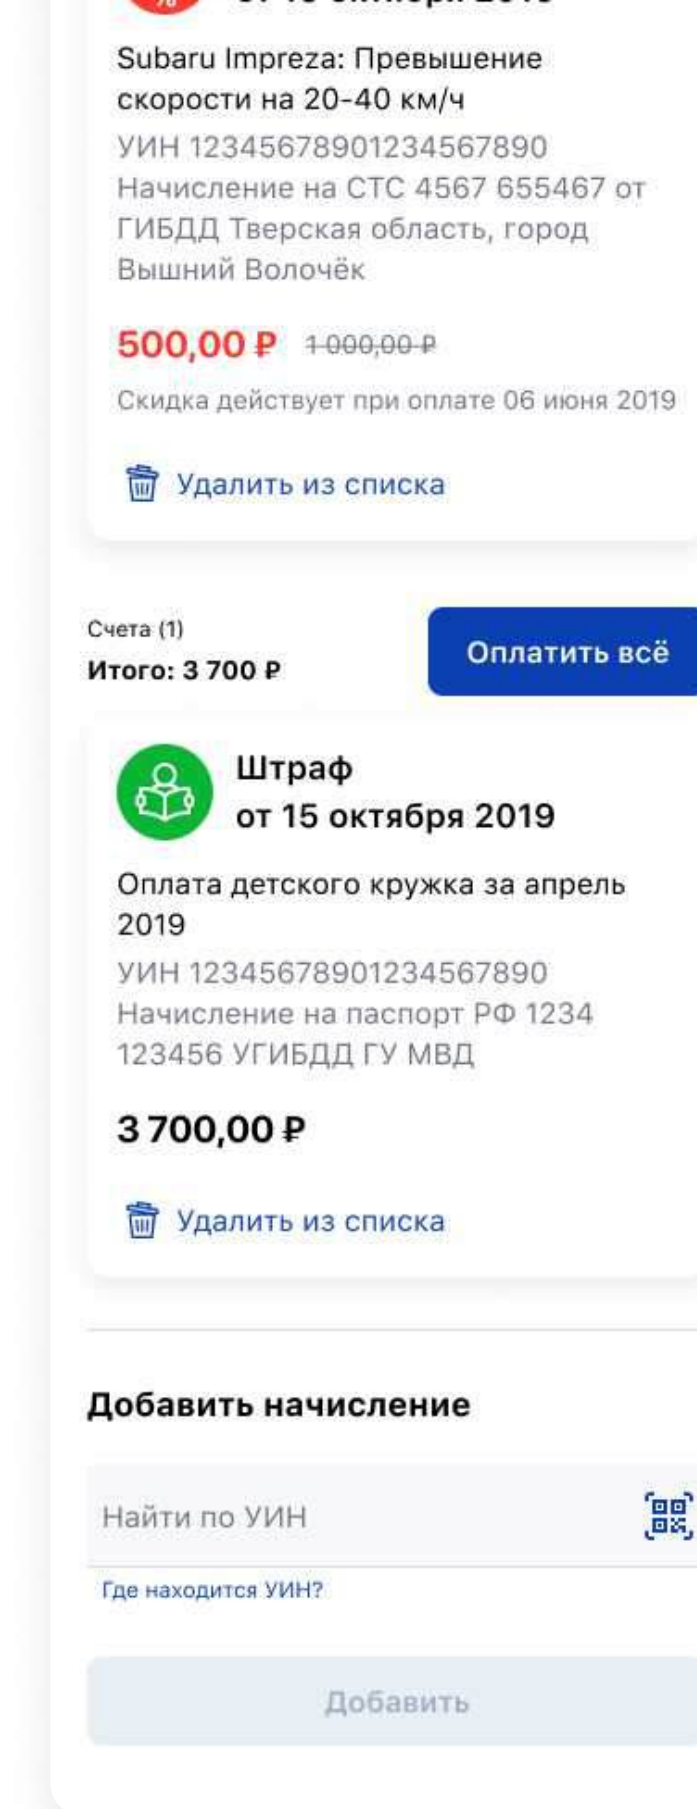 Subaru Impreza: Превышение
скорости на 20-40 км/ч
УИН 12345678901234567890
Начисление на СТС 4567 655467 от
ГИБДД Тверская область, город
Вышний Волочёк
500,00 ₽ 1 000,00 ₽
Скидка действует при оплате 06 июня 2019
Удалить из списка
Счета (1)
Итого: 3 700 ₽
Оплатить всё
Штраф
от 15 октября 2019
Оплата детского кружка за апрель
2019
УИН 12345678901234567890
Начисление на паспорт РФ 1234
123456 УГИБДД ГУ МВД
3 700,00 ₽
Удалить из списка
Добавить начисление
Найти по УИН
Где находится УИН?
Добавить